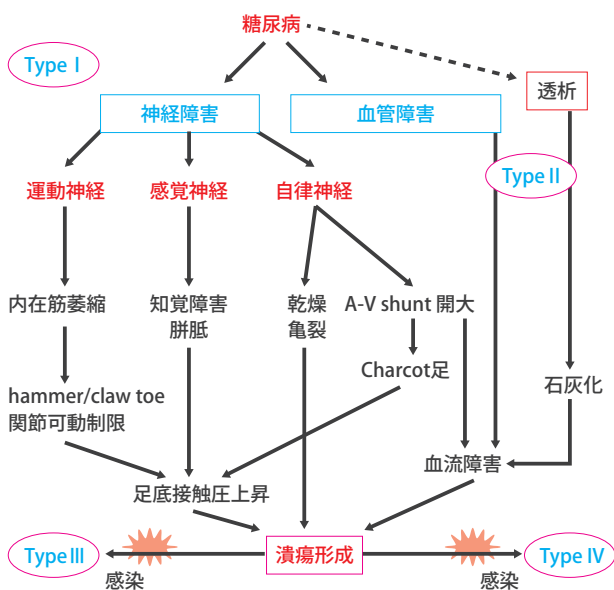 糖尿病
Type I
透析
神経障害
血管障害
Type II
運動神経
感覚神経
自律神経
内在筋萎縮
知覚障害
胼胝
乾燥
亀裂
A-V shunt 開大
Charcot足
hammer/claw toe
関節可動制限
石灰化
血流障害
足底接触圧上昇
Type III
潰瘍形成
Type IV
感染
感染